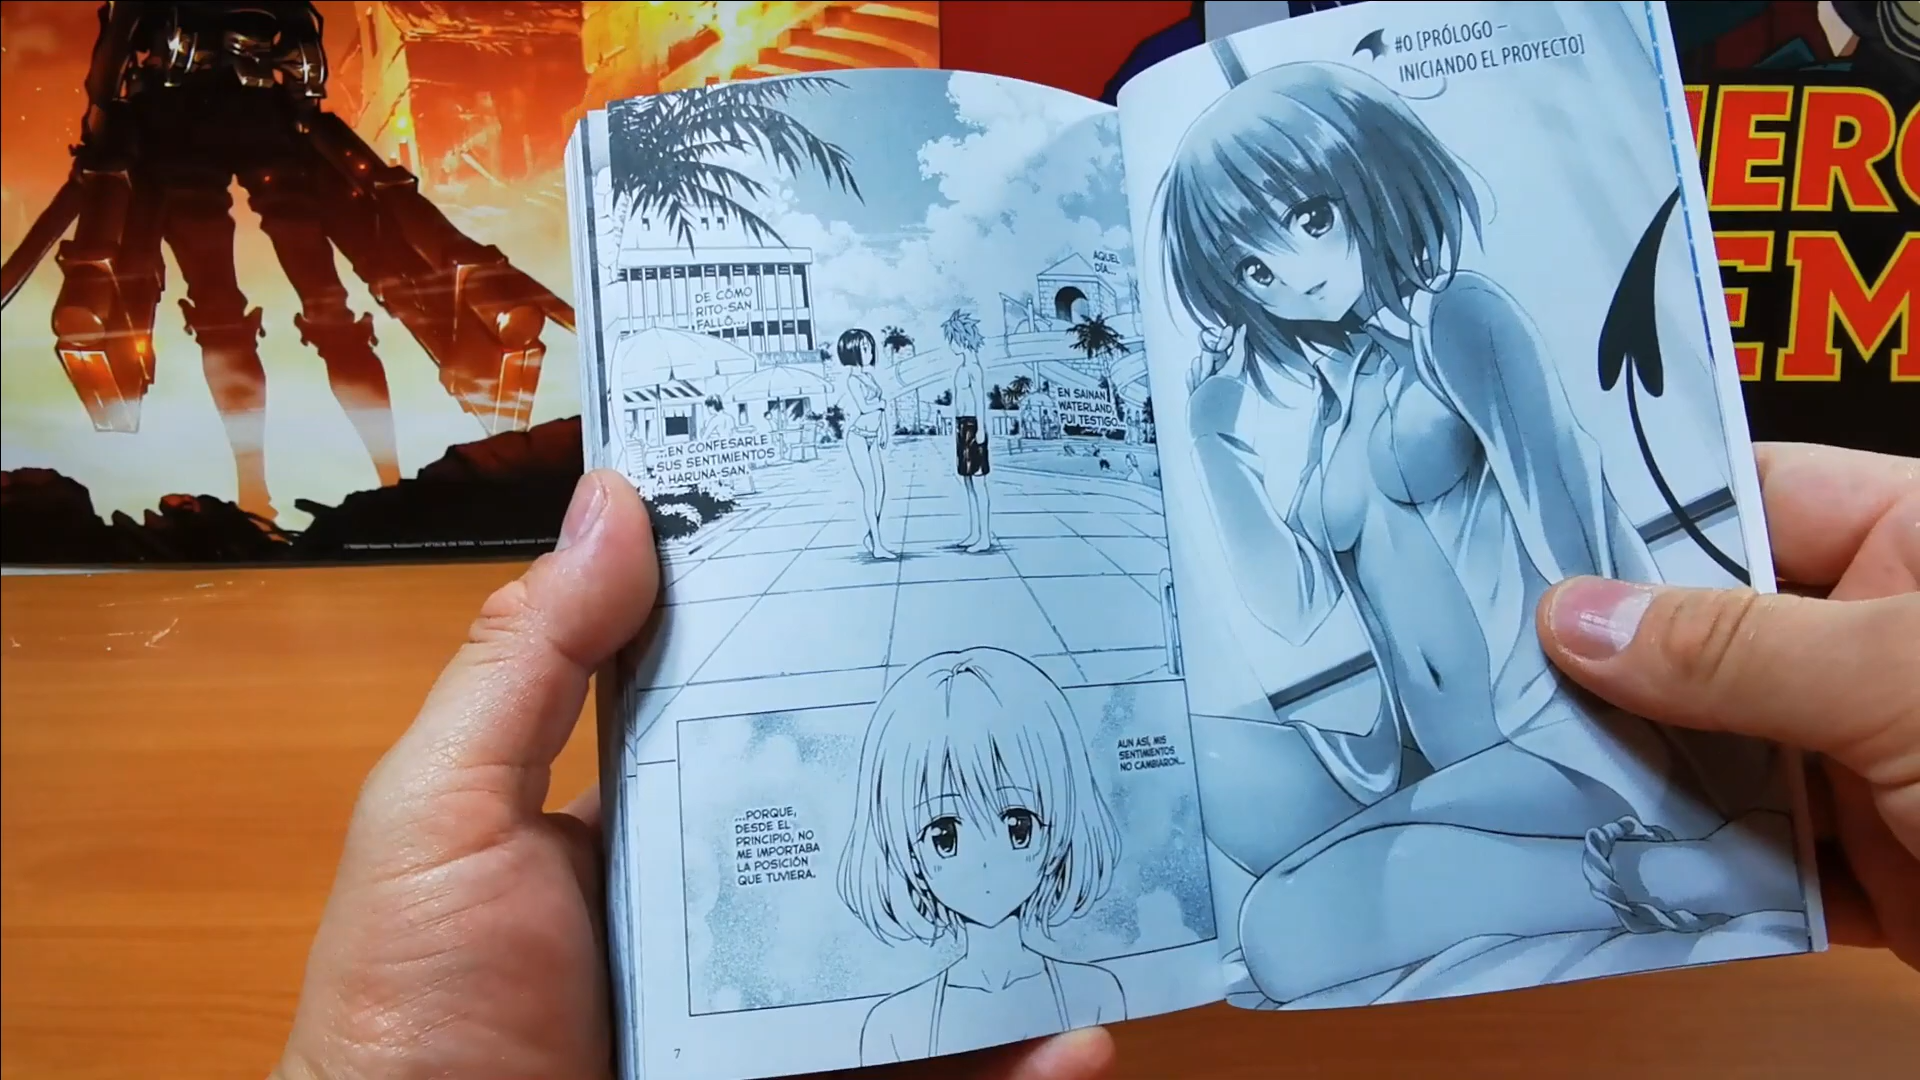 #0 [PRÓLOGO –
INICIANDO EL PROYECTO]
AQUEL
DÍA...
EN SAINAN
WATERLAND,
FUI TESTIGO...
DE CÓMO
RITO-SAN
FALLÓ...
...EN CONFESARLE
SUS SENTIMIENTOS
A HARUNA-SAN.
AUN ASÍ, MIS
SENTIMIENTOS
NO CAMBIARON...
...PORQUE,
DESDE EL
PRINCIPIO, NO
ME IMPORTABA
LA POSICIÓN
QUE TUVIERA.
7
HERO
EM